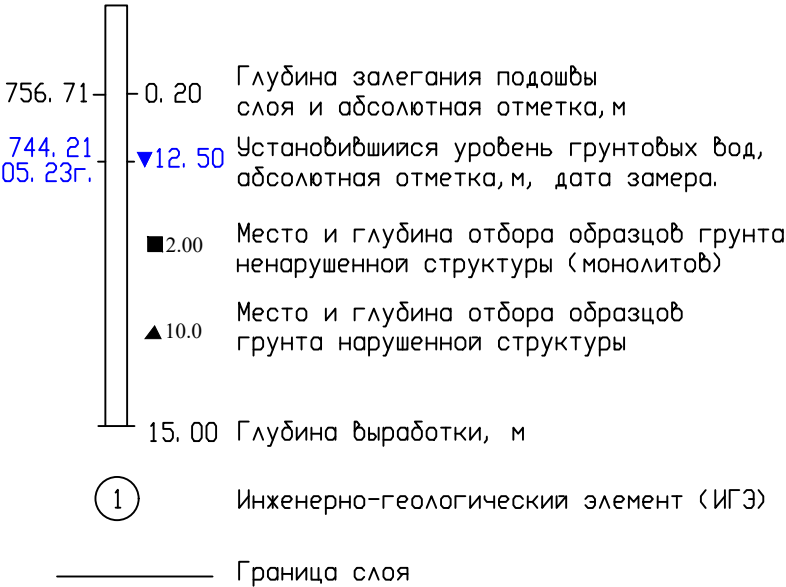 756.71 0.20 Глубина залегания подошвы
слоя и абсолютная отметка,м
744.21
05.23г. ▼12.50 Установившийся уровень грунтовых вод,
абсолютная отметка,м, дата замера.
■2.00 Место и глубина отбора образцов грунта
ненарушенной структуры (монолитов)
▲10.0 Место и глубина отбора образцов
грунта нарушенной структуры
15.00 Глубина выработки, м
1 Инженерно-геологический элемент (ИГЭ)
Граница слоя